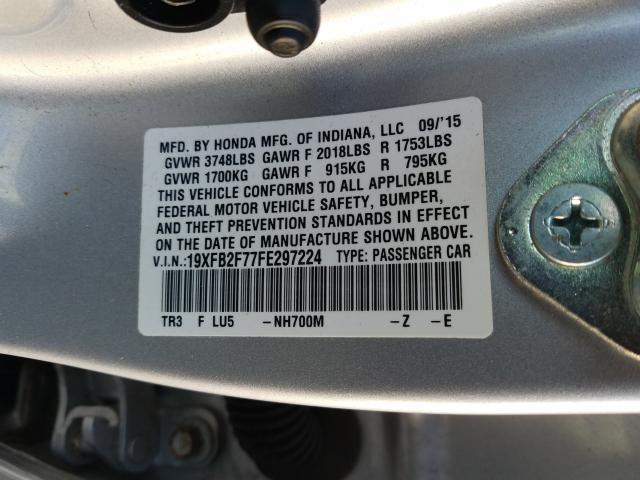 MFD. BY HONDA MFG. OF INDIANA, LLC 09/'15
GVWR 3748LBS GAWR F 2018LBS R 1753LBS
GVWR 1700KG GAWR F 915KG R 795KG
THIS VEHICLE CONFORMS TO ALL APPLICABLE
FEDERAL MOTOR VEHICLE SAFETY, BUMPER,
AND THEFT PREVENTION STANDARDS IN EFFECT
ON THE DATE OF MANUFACTURE SHOWN ABOVE.
V.I.N.:19XFB2F77FE297224 TYPE: PASSENGER CAR
TR3 F LU5 -NH700M -Z -E